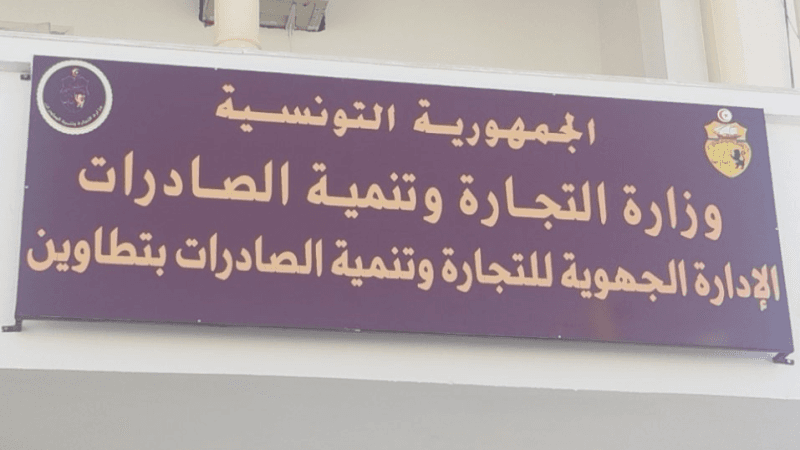 الجمهورية التونسية
وزارة التجارة وتنمية الصادرات
الإدارة الجهوية للتجارة وتنمية الصادرات بتطاوين